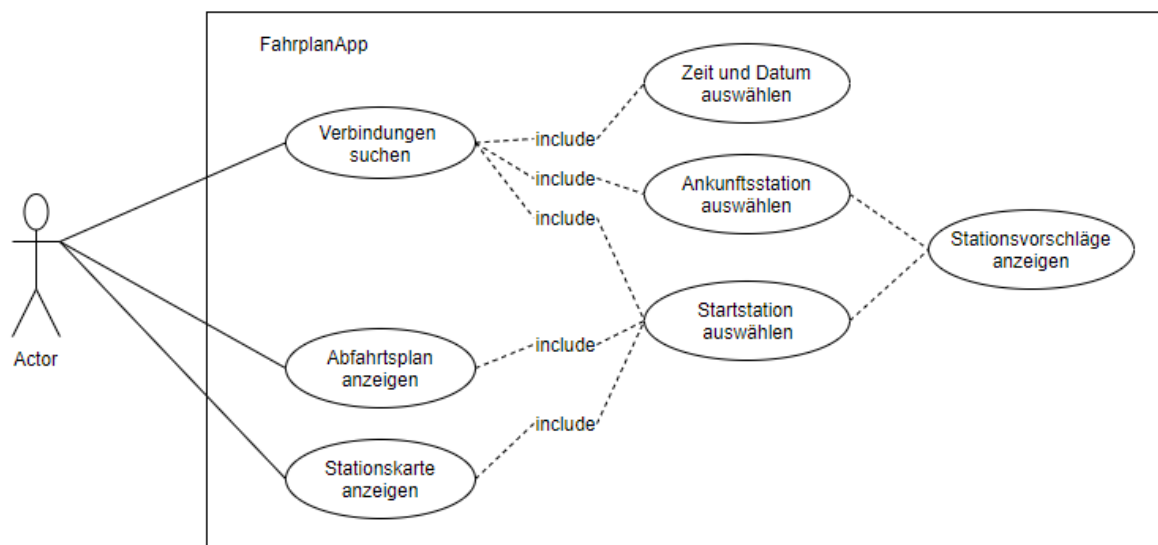 FahrplanApp
Zeit und Datum
auswählen
Verbindungen
suchen
include
include
Ankunftsstation
auswählen
include
Stationsvorschläge
anzeigen
Startstation
auswählen
include
Abfahrtsplan
anzeigen
Actor
include
Stationskarte
anzeigen